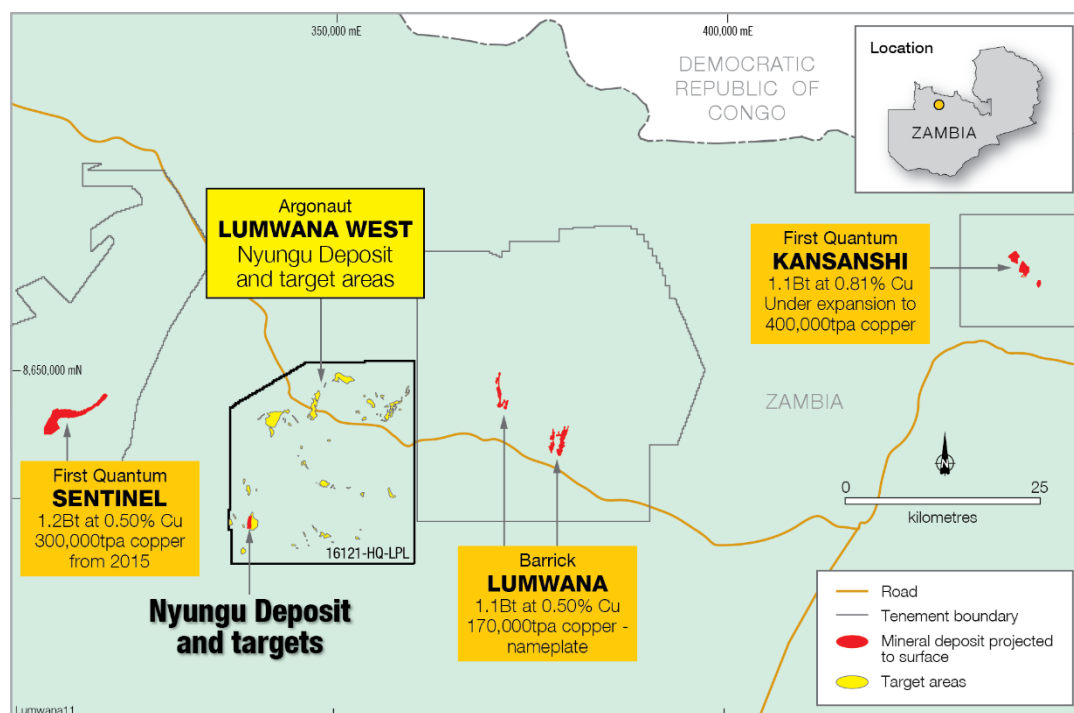 350,000 mE
400,000 mE
DEMOCRATIC
REPUBLIC OF
CONGO
Location
ZAMBIA
Argonaut
LUMWANA WEST
Nyungu Deposit
and target areas
First Quantum
KANSANSHI
1.1Bt at 0.81% Cu
Under expansion to
400,000tpa copper
8,650,000 mN
ZAMBIA
First Quantum
SENTINEL
1.2Bt at 0.50% Cu
300,000tpa copper
from 2015
N
0 25
kilometres
16121-HQ-LPL
Barrick
LUMWANA
1.1Bt at 0.50% Cu
170,000tpa copper -
nameplate
Nyungu Deposit
and targets
Road
Tenement boundary
Mineral deposit projected
to surface
Target areas
Lumwana11